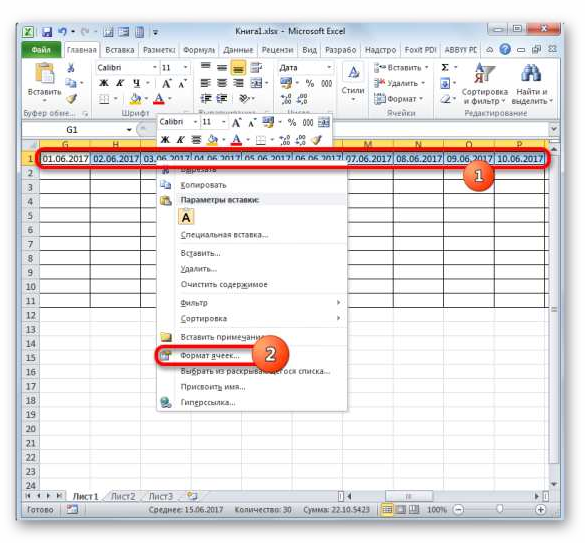 Книга1.xlsx - Microsoft Excel
Файл Главная Вставка Разметк: Формула Данные Рецензи Вид Разрабо Надстро Foxit PDI ABBYY PC
Вставить
Calibri 11
Ж К Ч А А
Дата
% 000
Стили
Вставить
Удалить
Формат
Сортировка и фильтр
Найти и выделить
Буфер обме... Шрифт Ячейки Редактирование
G1
Calibri 11 А А % 000
Ж К А
G H M N O P
1 01.06.2017 02.06.2017 03.06.2017 04.06.2017 05.06.2017 06.06.2017 07.06.2017 08.06.2017 09.06.2017 10.06.2017
1
2
Вырезать
3
Копировать
4
Параметры вставки:
5
A
6
Специальная вставка...
7
8
Вставить...
9
Удалить...
10
Очистить содержимое
11
Фильтр
12
Сортировка
13
Вставить примечание
14
15
Формат ячеек...
2
16
Выбрать из раскрывающегося списка...
17
Присвоить имя...
18
Гиперссылка...
19
20
21
22
23
24
Лист1 Лист2 Лист3
Готово Среднее: 15.06.2017 Количество: 30 Сумма: 22.10.5423 100%